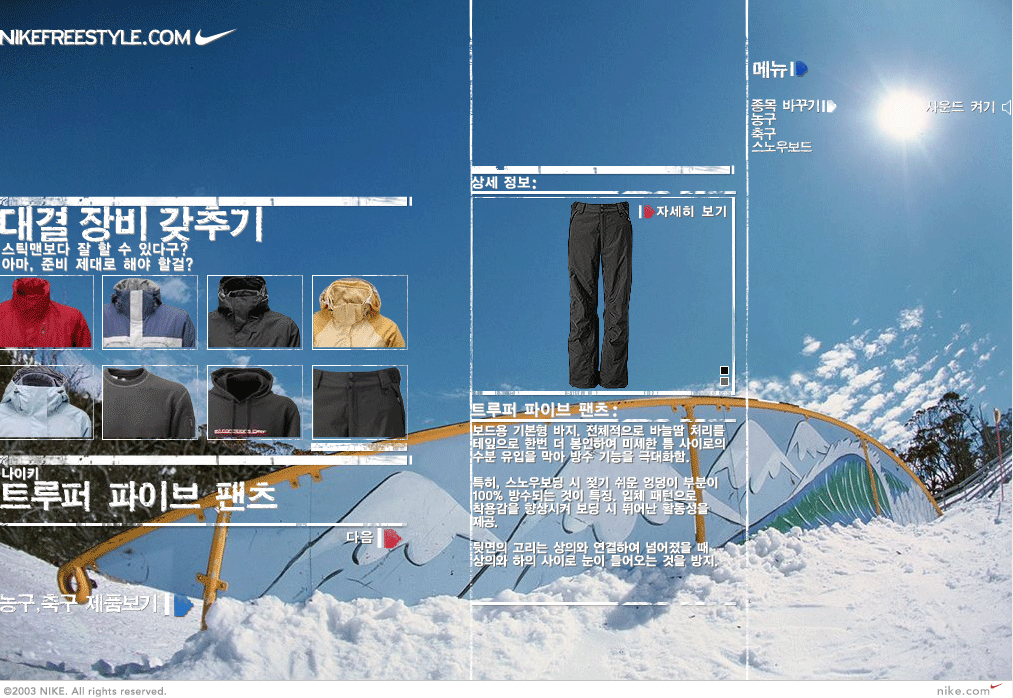 NIKEFREESTYLE.COM
메뉴
종목 바꾸기
농구
축구
스노우보드
사운드 켜기
대결 장비 갖추기
스틱맨보다 잘 할 수 있다구?
아마, 준비 제대로 해야 할걸?
나이키
트루퍼 파이브 팬츠
다음
농구,축구 제품보기
상세 정보:
자세히 보기
트루퍼 파이브 팬츠:
보드용 기본형 바지. 전체적으로 바늘땀 처리를
테잎으로 한번 더 봉인하여 미세한 틈 사이로의
수분 유입을 막아 방수 기능을 극대화함.
특히, 스노우보딩 시 젖기 쉬운 엉덩이 부분이
100% 방수되는 것이 특징. 입체 패턴으로
착용감을 향상시켜 보딩 시 뛰어난 활동성을
제공.
뒷면의 고리는 상의와 연결하여 넘어졌을 때
상의와 하의 사이로 눈이 들어오는 것을 방지.
©2003 NIKE. All rights reserved.
nike.com